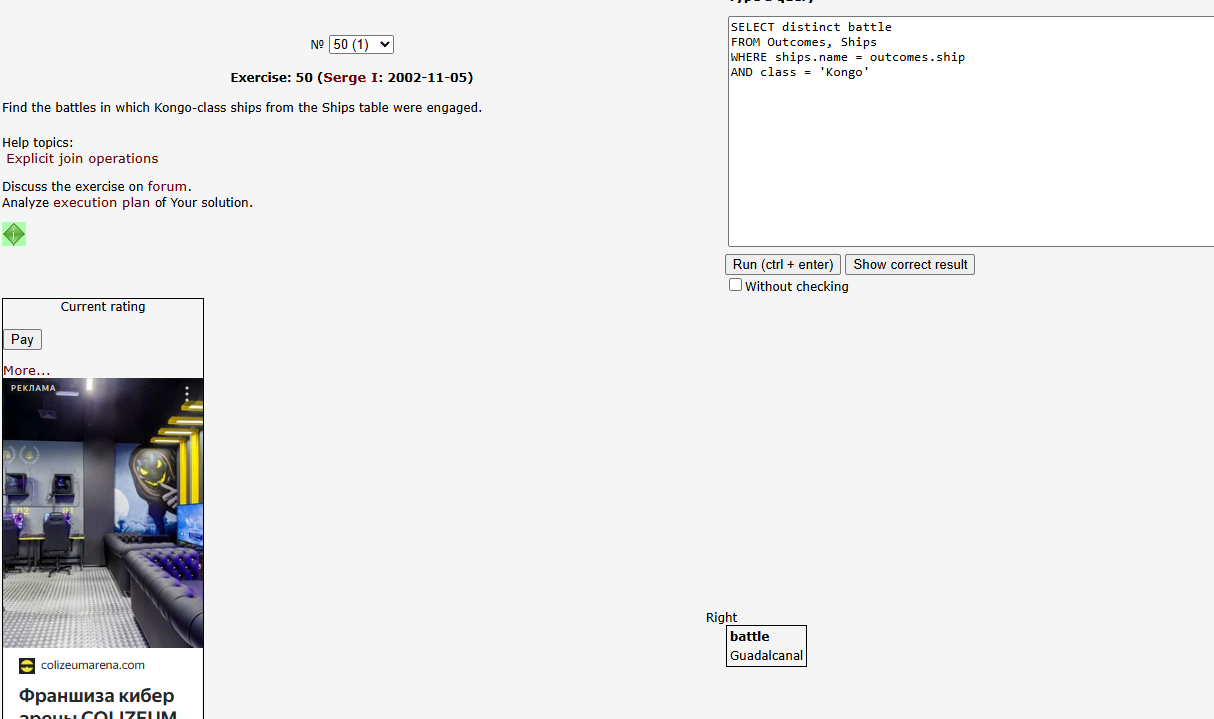 Type a query
№ 50 (1)
Exercise: 50 (Serge I: 2002-11-05)
Find the battles in which Kongo-class ships from the Ships table were engaged.
Help topics:
Explicit join operations
Discuss the exercise on forum.
Analyze execution plan of Your solution.
SELECT distinct battle
FROM Outcomes, Ships
WHERE ships.name = outcomes.ship
AND class = 'Kongo'
Run (ctrl + enter) Show correct result
Without checking
Current rating
Pay
More...
РЕКЛАМА
colizeumarena.com
Франшиза кибер
арены COLIZEUM
Right
battle
Guadalcanal